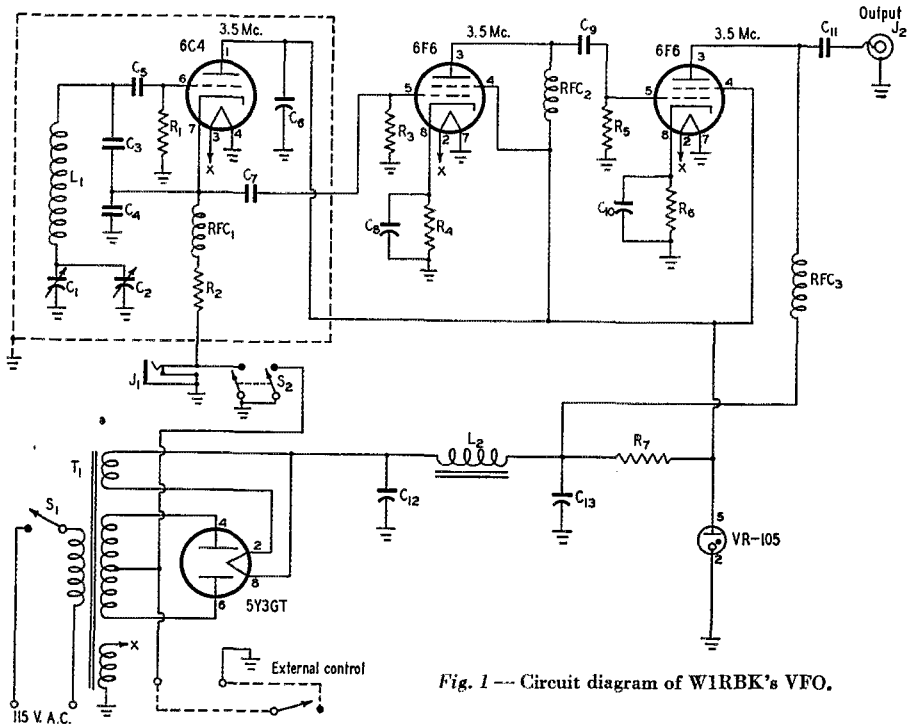 Output
J2
3.5 Mc.
3.5 Mc.
C9
C11
6C4
6F6
6F6
1
3
3
C5
6
5
4
5
4
RFC2
R1
7
3
4
C6
R3
8
2
7
R5
8
2
7
C3
X
X
X
L1
C7
C4
RFC1
C8
R4
C10
R6
RFC3
C1
C2
R2
J1
S2
T1
L2
R7
S1
C12
C13
4
2
8
6
5
2
VR-105
5Y3GT
X
External control
115 V. A.C.
Fig. 1 — Circuit diagram of W1RBK's VFO.